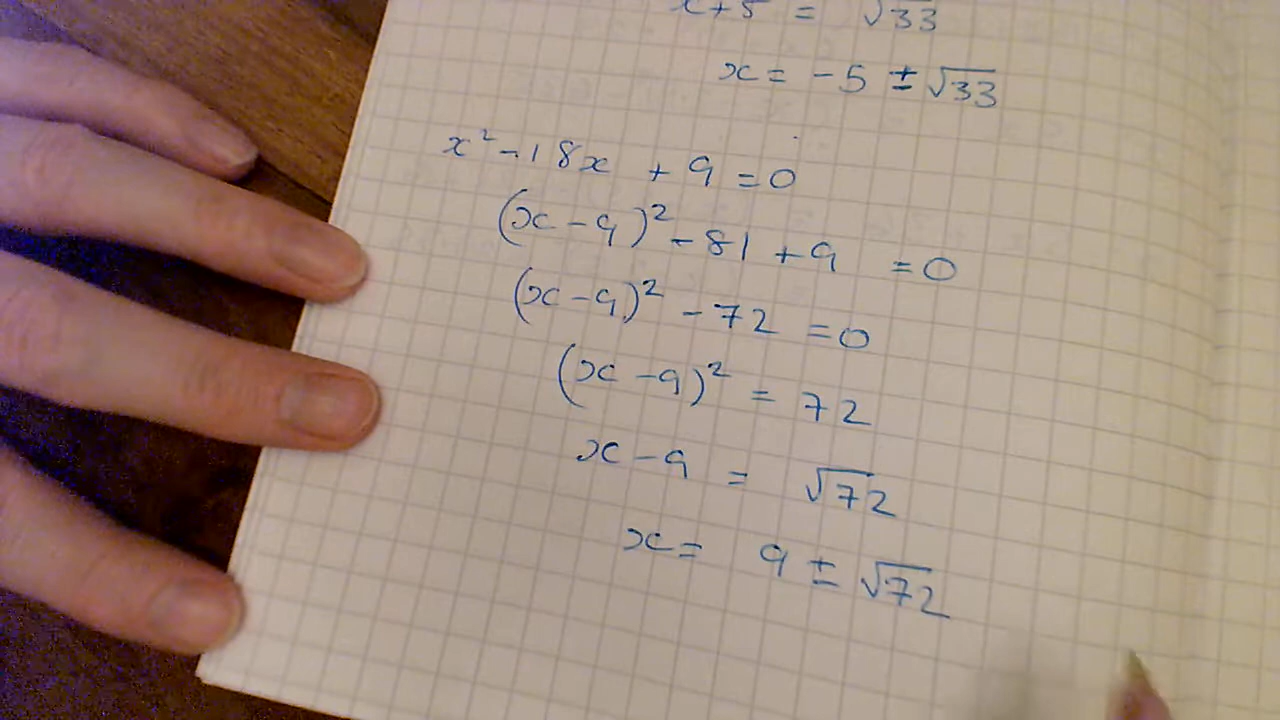 x+5 = √33
x = -5 ± √33
x² - 18x + 9 = 0
(x - 9)² - 81 + 9 = 0
(x - 9)² - 72 = 0
(x - 9)² = 72
x - 9 = √72
x = 9 ± √72